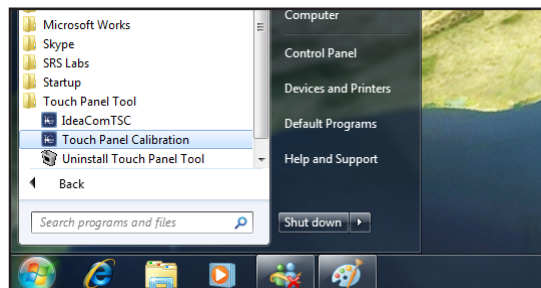 Microsoft Works
Skype
SRS Labs
Startup
Touch Panel Tool
IdeaComTSC
Touch Panel Calibration
Uninstall Touch Panel Tool
Back
Search programs and files
Computer
Control Panel
Devices and Printers
Default Programs
Help and Support
Shut down